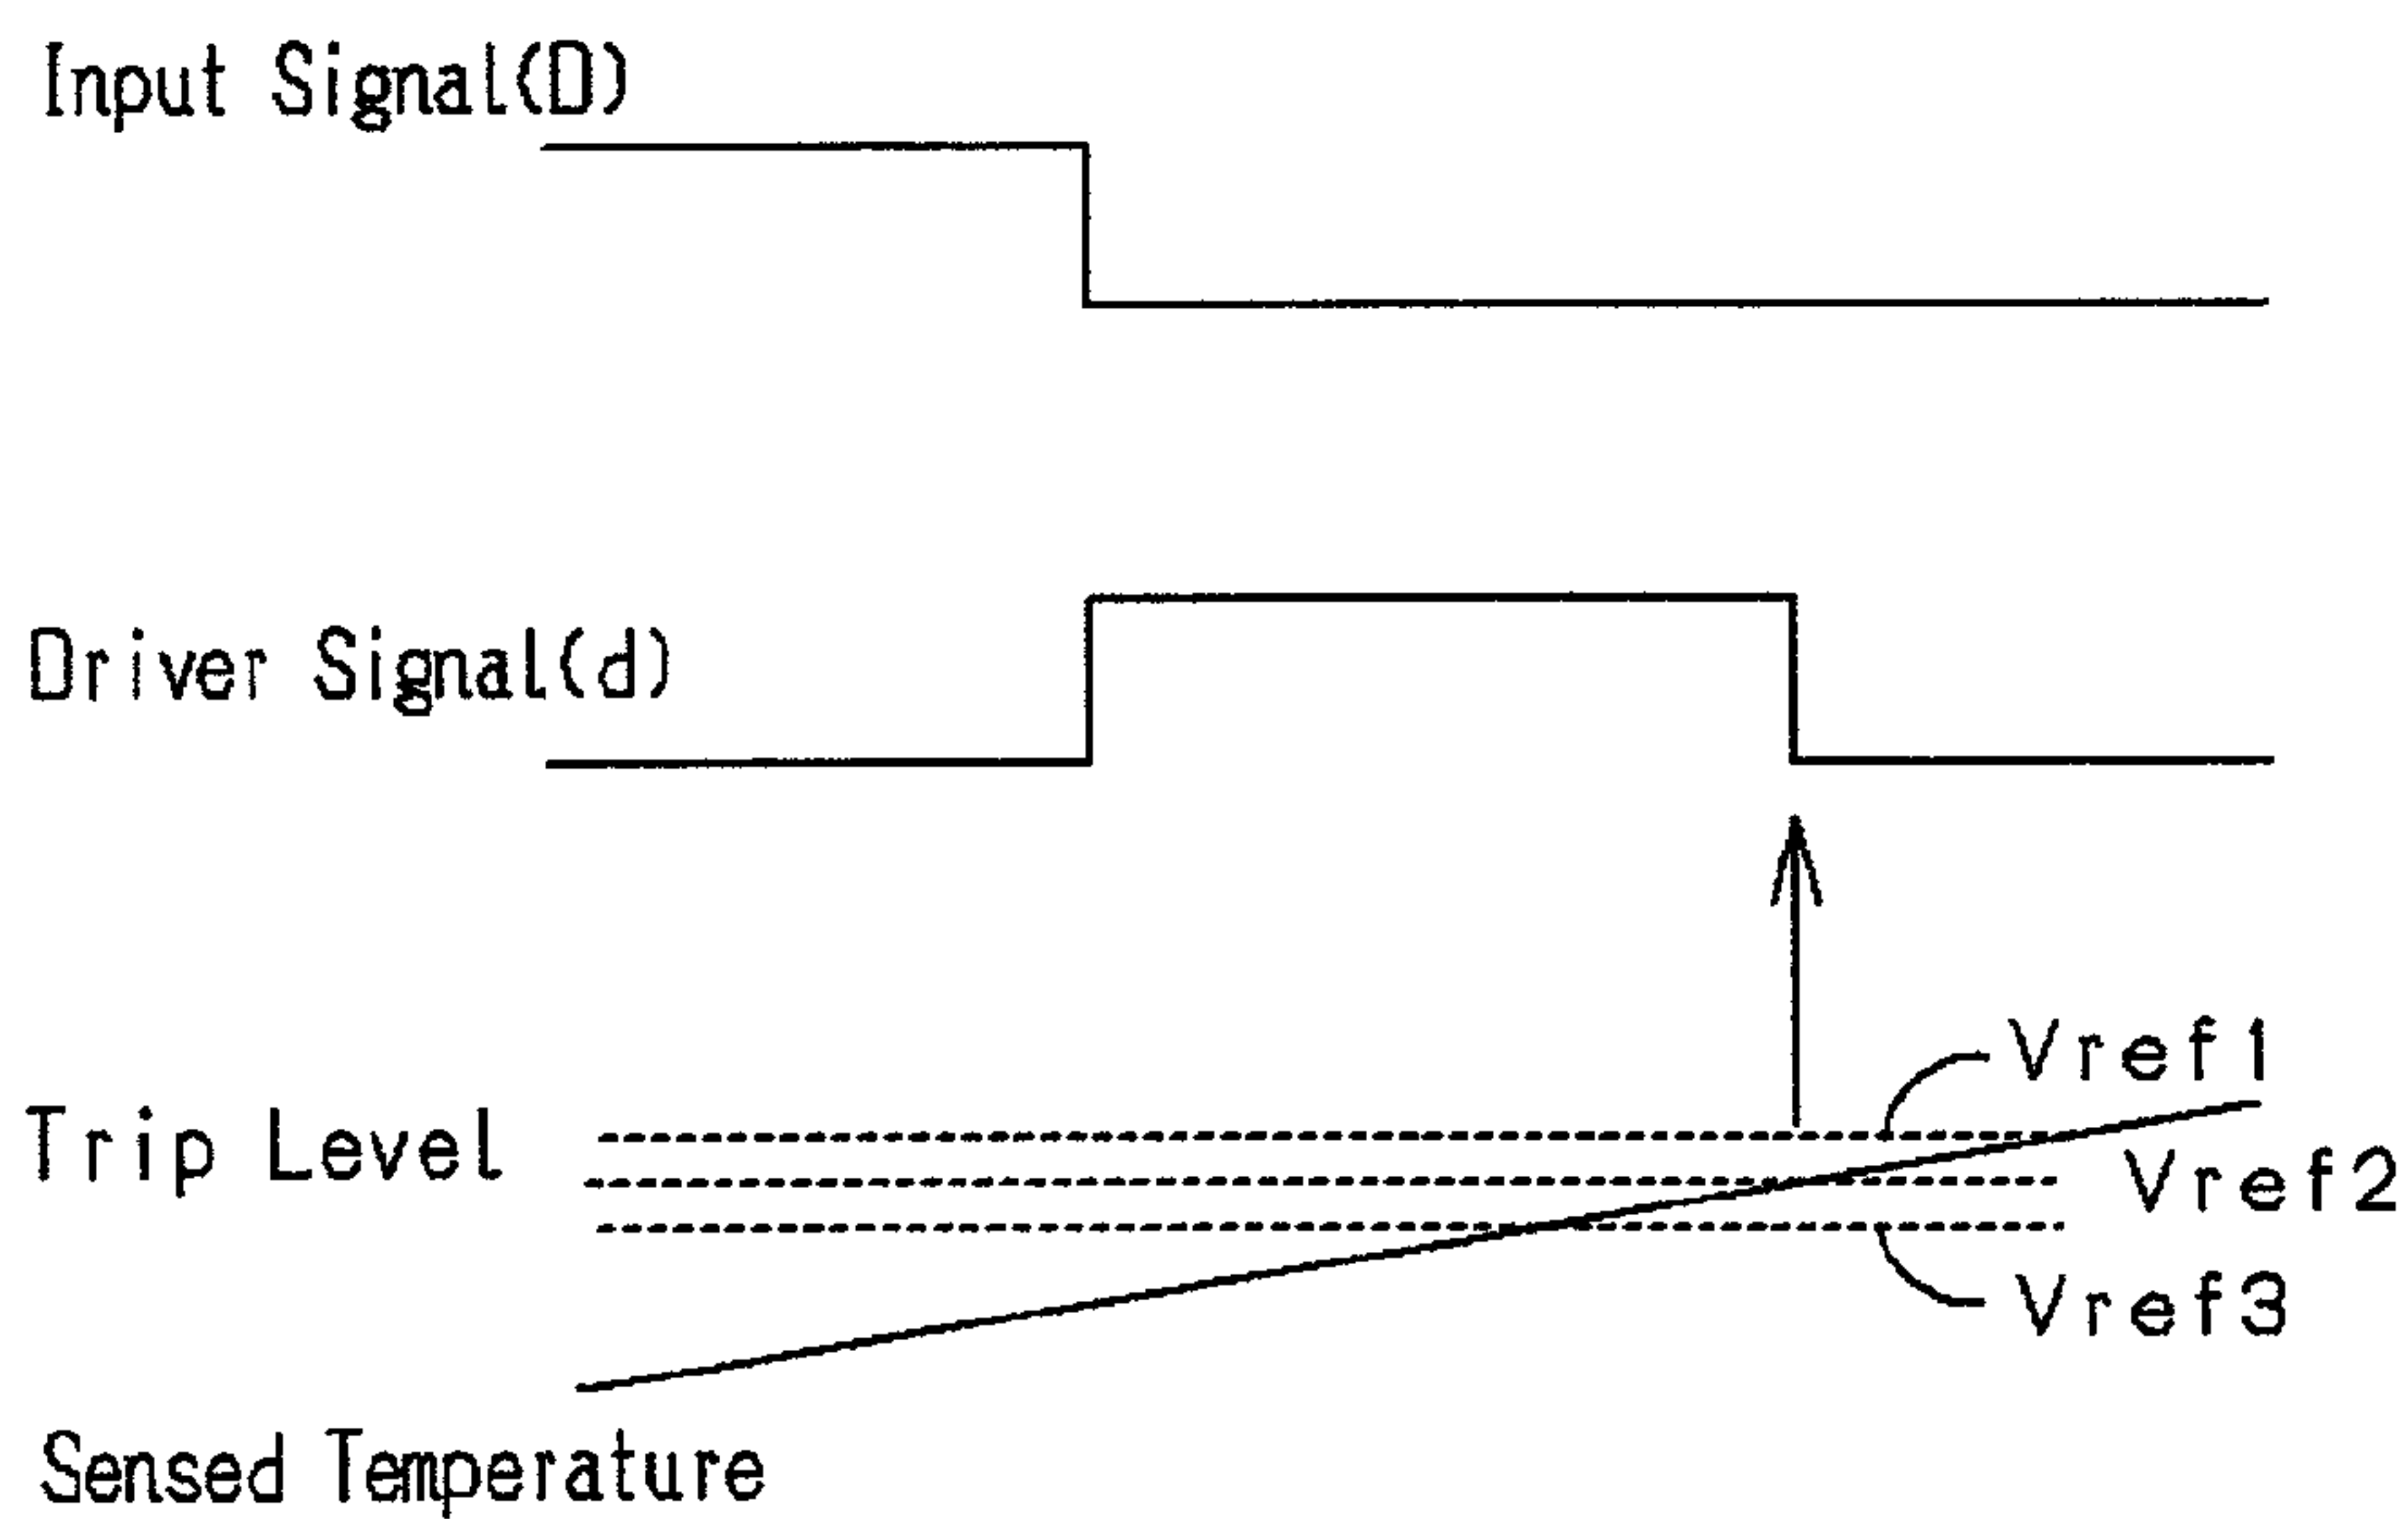 Input Signal(D)
Driver Signal(d)
Vref1
Trip Level
Vref2
Vref3
Sensed Temperature